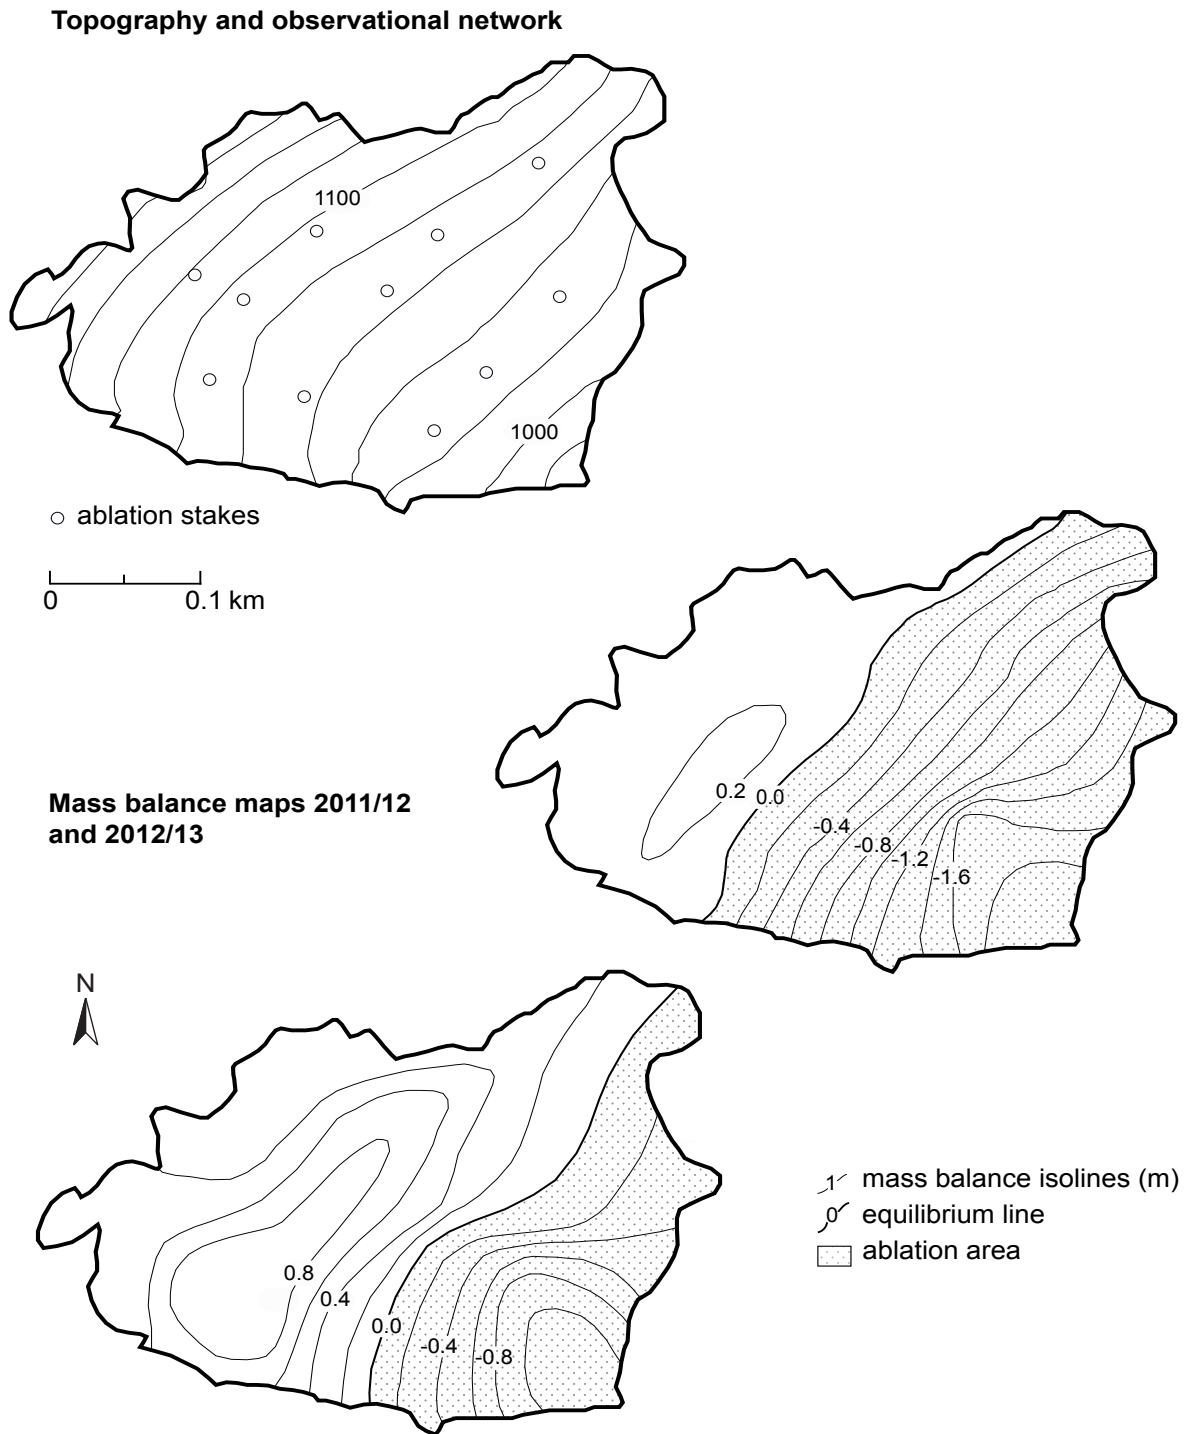 Topography and observational network
1100
1000
ablation stakes
0 0.1 km
Mass balance maps 2011/12
and 2012/13
0.2 0.0
-0.4
-0.8
-1.2
-1.6
N
0.8
0.4
0.0
-0.4
-0.8
1 mass balance isolines (m)
0 equilibrium line
ablation area